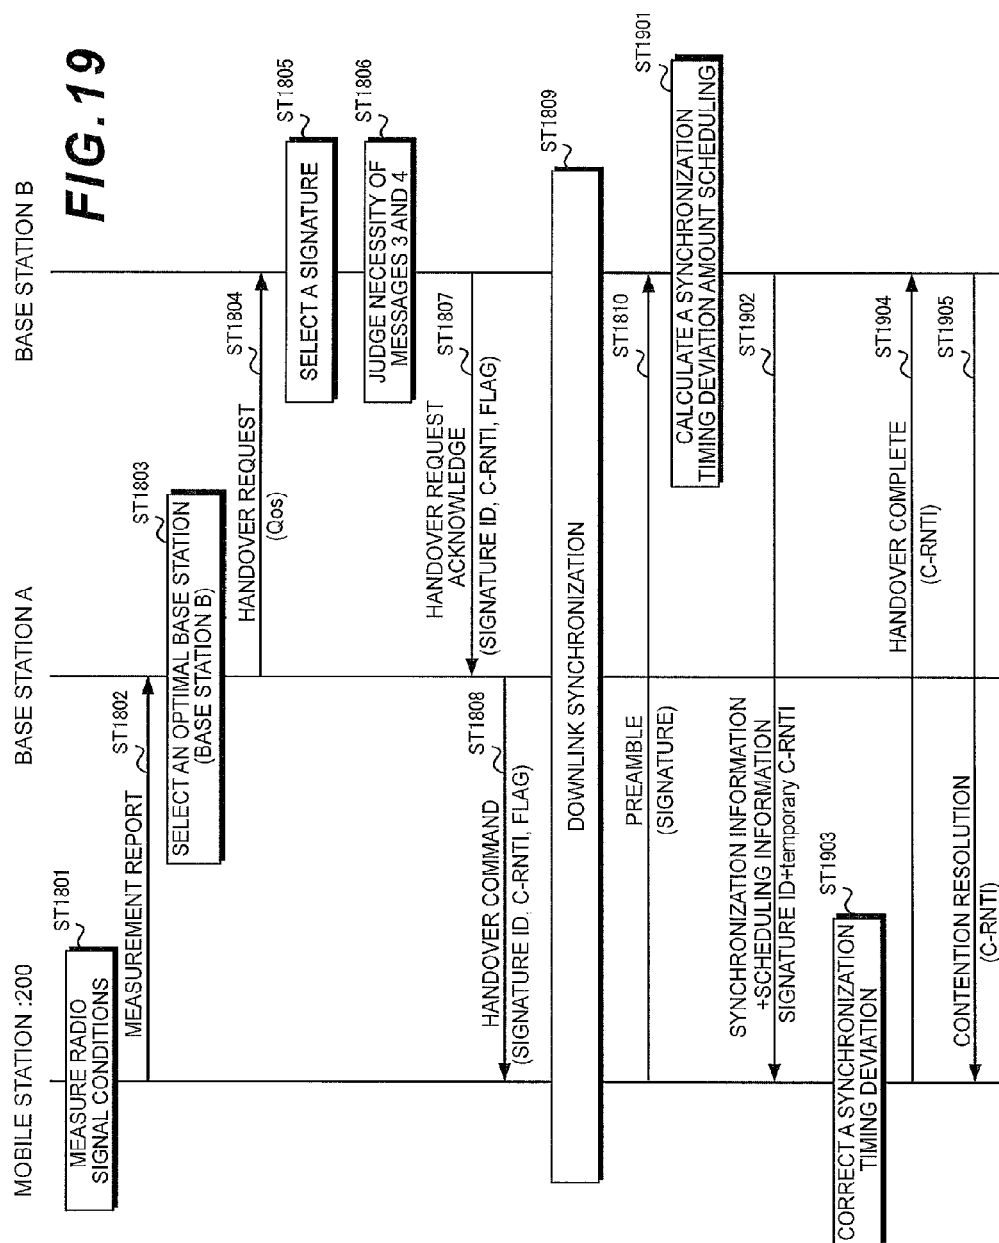 FIG.19
MOBILE STATION :200
BASE STATION A
BASE STATION B
ST1801
MEASURE RADIO
SIGNAL CONDITIONS
MEASUREMENT REPORT
ST1802
ST1803
SELECT AN OPTIMAL BASE STATION
(BASE STATION B)
HANDOVER REQUEST
ST1804
(Qos)
ST1805
SELECT A SIGNATURE
ST1806
JUDGE NECESSITY OF
MESSAGES 3 AND 4
HANDOVER REQUEST
ACKNOWLEDGE
ST1807
(SIGNATURE ID, C-RNTI, FLAG)
HANDOVER COMMAND
ST1808
(SIGNATURE ID, C-RNTI, FLAG)
ST1809
DOWNLINK SYNCHRONIZATION
PREAMBLE
ST1810
(SIGNATURE)
ST1901
CALCULATE A SYNCHRONIZATION
TIMING DEVIATION AMOUNT SCHEDULING
SYNCHRONIZATION INFORMATION
ST1902
+SCHEDULING INFORMATION
SIGNATURE ID+temporary C-RNTI
ST1903
CORRECT A SYNCHRONIZATION
TIMING DEVIATION
HANDOVER COMPLETE
ST1904
(C-RNTI)
CONTENTION RESOLUTION
ST1905
(C-RNTI)